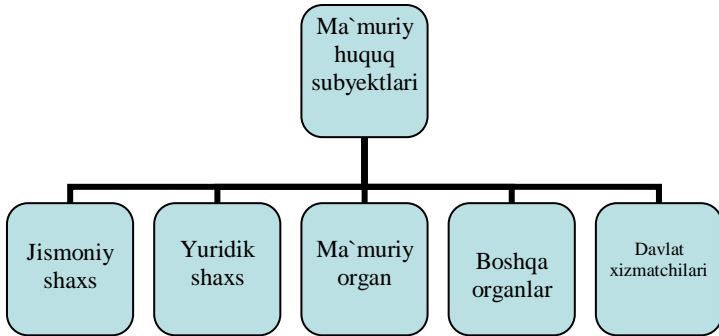 Ma`muriy
huquq
subyektlari
Jismoniy
shaxs
Yuridik
shaxs
Ma`muriy
organ
Boshqa
organlar
Davlat
xizmatchilari